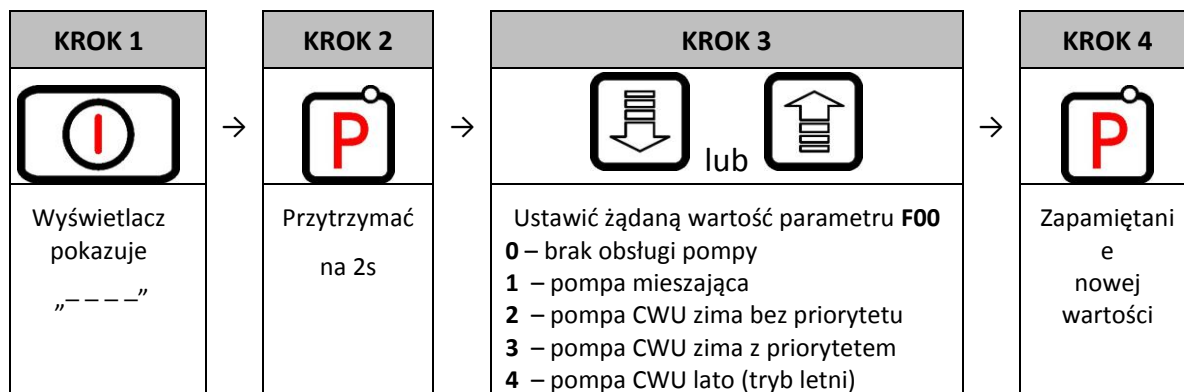 KROK 1
KROK 2
KROK 3
KROK 4
→
P
→
lub
→
P
Wyświetlacz
pokazuje
„– – – –”
Przytrzymać
na 2s
Ustawić żądaną wartość parametru F00
0 – brak obsługi pompy
1 – pompa mieszająca
2 – pompa CWU zima bez priorytetu
3 – pompa CWU zima z priorytetem
4 – pompa CWU lato (tryb letni)
Zapamiętani
e
nowej
wartości